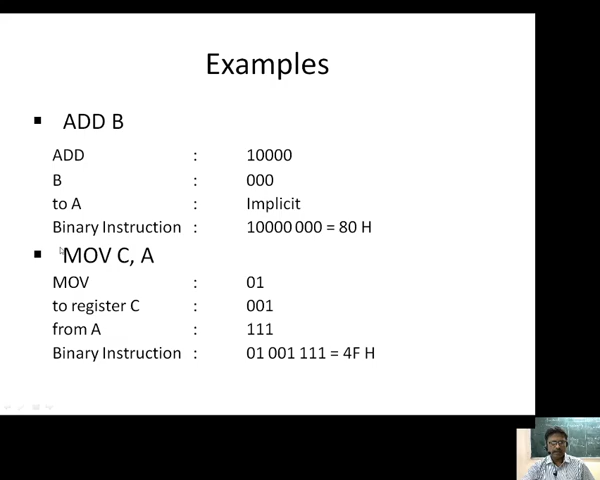 Examples
▪ ADD B
ADD : 10000
B : 000
to A : Implicit
Binary Instruction : 10000 000 = 80 H
▪ MOV C, A
MOV : 01
to register C : 001
from A : 111
Binary Instruction : 01 001 111 = 4F H